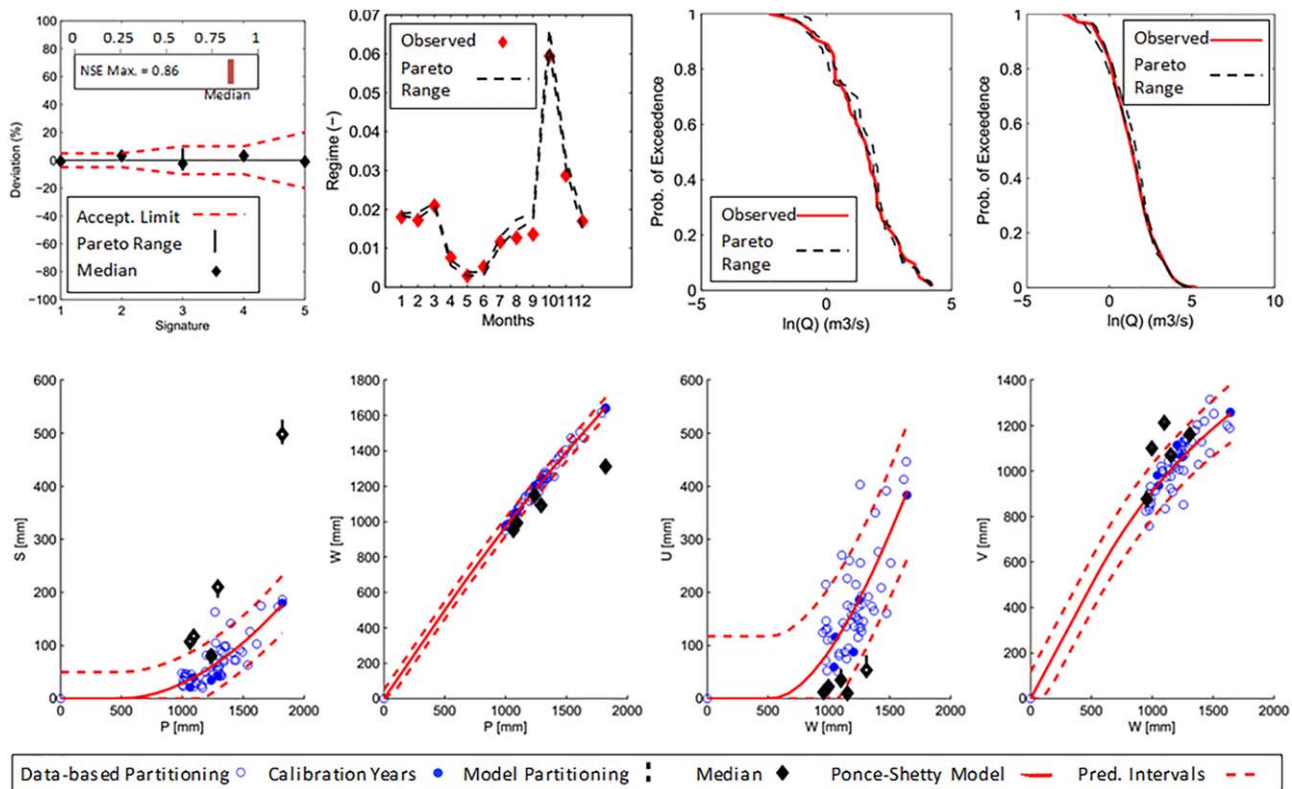 100
80
60
40
20
0
−20
−40
−60
−80
−100
Deviation (%)
0 0.25 0.5 0.75 1
NSE Max. = 0.86
Median
Accept. Limit
Pareto Range
Median
1 2 3 4 5
Signature
0.07
0.06
0.05
0.04
0.03
0.02
0.01
0
Regime (−)
Observed
Pareto
Range
1 2 3 4 5 6 7 8 9 10 11 12
Months
1
0.8
0.6
0.4
0.2
0
Prob. of Exceedence
Observed
Pareto
Range
−5 0 5
ln(Q) (m3/s)
1
0.8
0.6
0.4
0.2
0
Prob. of Exceedence
Observed
Pareto
Range
−5 0 5 10
ln(Q) (m3/s)
600
500
400
300
200
100
0
S [mm]
0 500 1000 1500 2000
P [mm]
1800
1600
1400
1200
1000
800
600
400
200
0
W [mm]
0 500 1000 1500 2000
P [mm]
600
500
400
300
200
100
0
U [mm]
0 500 1000 1500 2000
W [mm]
1400
1200
1000
800
600
400
200
0
V [mm]
0 500 1000 1500 2000
W [mm]
Data-based Partitioning Calibration Years Model Partitioning Median Ponce-Shetty Model Pred. Intervals